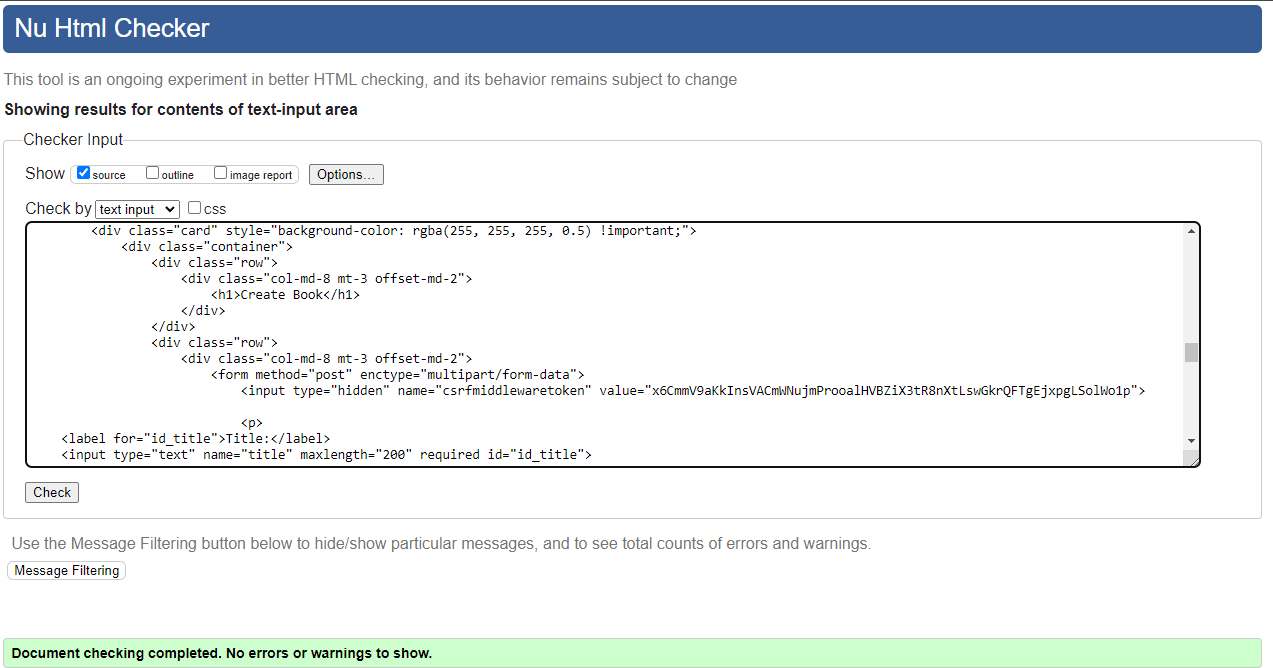 Nu Html Checker
This tool is an ongoing experiment in better HTML checking, and its behavior remains subject to change
Showing results for contents of text-input area
Checker Input
Show source outline image report Options...
Check by text input css
<div class="card" style="background-color: rgba(255, 255, 255, 0.5) !important;">
<div class="container">
<div class="row">
<div class="col-md-8 mt-3 offset-md-2">
<h1>Create Book</h1>
</div>
</div>
<div class="row">
<div class="col-md-8 mt-3 offset-md-2">
<form method="post" enctype="multipart/form-data">
<input type="hidden" name="csrfmiddlewaretoken" value="x6CmmV9aKkInsVACmWNujmProoalHVBZiX3tR8nXtLswGkrQFTgEjxpgLSolWo1p">
<p>
<label for="id_title">Title:</label>
<input type="text" name="title" maxlength="200" required id="id_title">
Check
Use the Message Filtering button below to hide/show particular messages, and to see total counts of errors and warnings.
Message Filtering
Document checking completed. No errors or warnings to show.